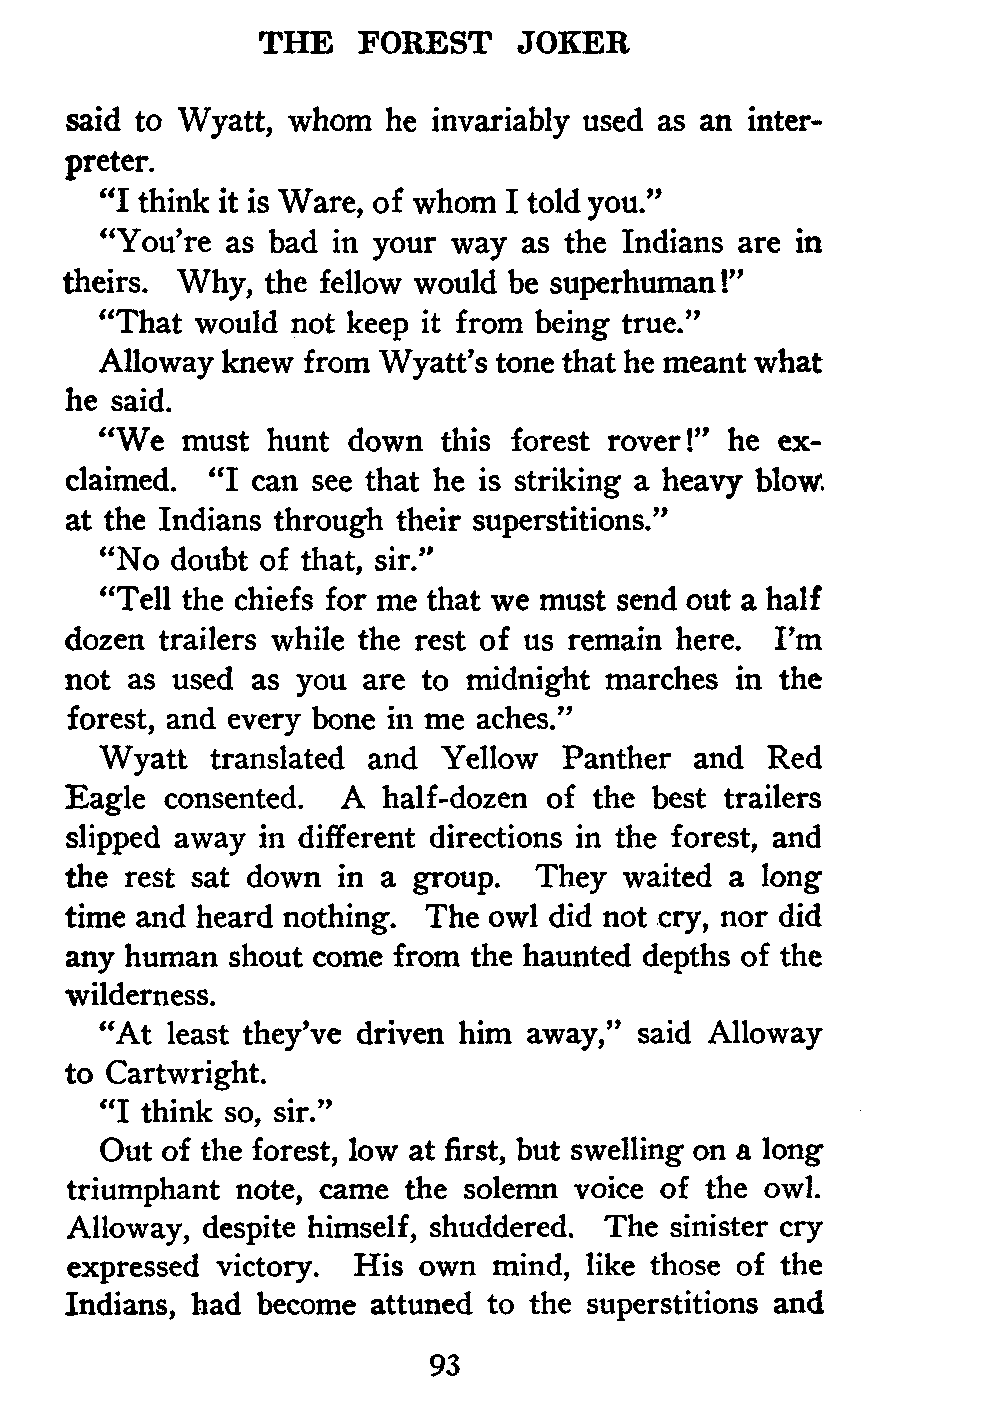 THE FOREST JOKER
said to Wyatt, whom he invariably used as an inter-
preter.
“I think it is Ware, of whom I told you.”
“You’re as bad in your way as the Indians are in
theirs. Why, the fellow would be superhuman!”
“That would not keep it from being true.”
Alloway knew from Wyatt’s tone that he meant what
he said.
“We must hunt down this forest rover!” he ex-
claimed. “I can see that he is striking a heavy blow
at the Indians through their superstitions.”
“No doubt of that, sir.”
“Tell the chiefs for me that we must send out a half
dozen trailers while the rest of us remain here. I’m
not as used as you are to midnight marches in the
forest, and every bone in me aches.”
Wyatt translated and Yellow Panther and Red
Eagle consented. A half-dozen of the best trailers
slipped away in different directions in the forest, and
the rest sat down in a group. They waited a long
time and heard nothing. The owl did not cry, nor did
any human shout come from the haunted depths of the
wilderness.
“At least they’ve driven him away,” said Alloway
to Cartwright.
“I think so, sir.”
Out of the forest, low at first, but swelling on a long
triumphant note, came the solemn voice of the owl.
Alloway, despite himself, shuddered. The sinister cry
expressed victory. His own mind, like those of the
Indians, had become attuned to the superstitions and
93